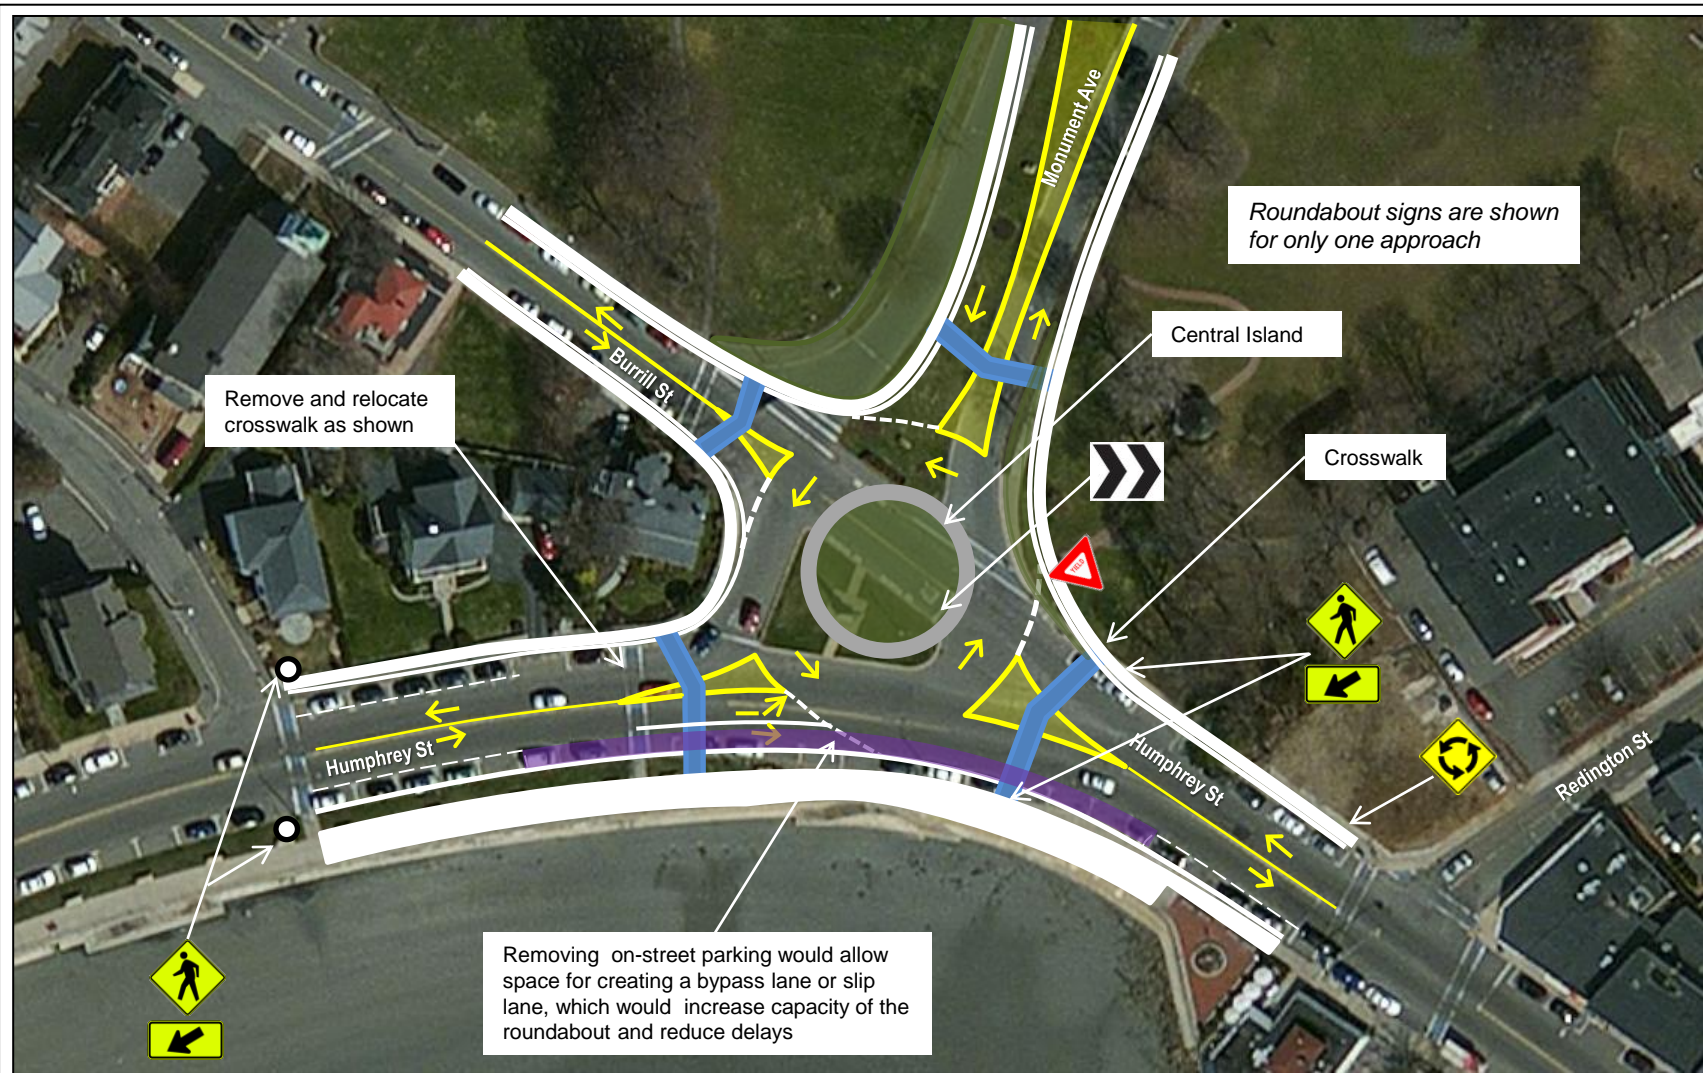 Monument Ave
Roundabout signs are shown
for only one approach
Central Island
Burrill St
Remove and relocate
crosswalk as shown
Crosswalk
YIELD
Humphrey St
Humphrey St
Redington St
Removing on-street parking would allow
space for creating a bypass lane or slip
lane, which would increase capacity of the
roundabout and reduce delays